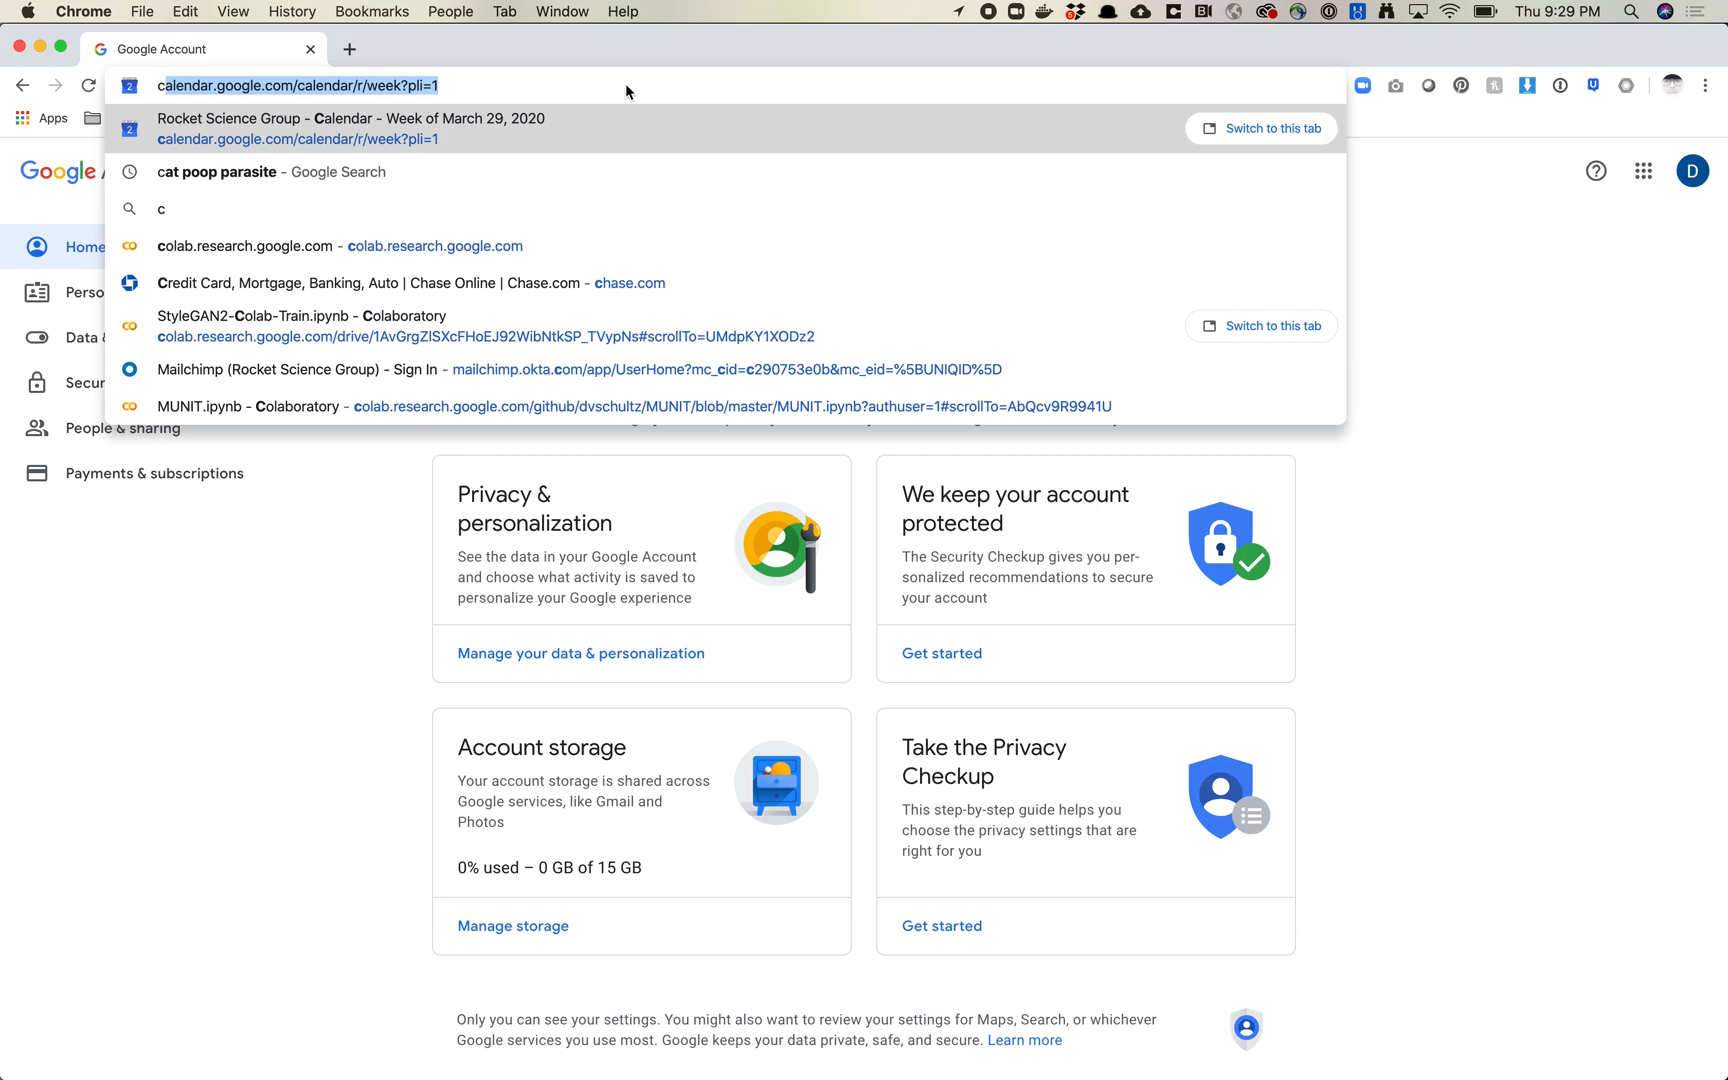 Chrome File Edit View History Bookmarks People Tab Window Help Thu 9:29 PM
Google Account
calendar.google.com/calendar/r/week?pli=1
Apps
Rocket Science Group - Calendar - Week of March 29, 2020
calendar.google.com/calendar/r/week?pli=1
Switch to this tab
cat poop parasite - Google Search
c
colab.research.google.com - colab.research.google.com
Credit Card, Mortgage, Banking, Auto | Chase Online | Chase.com - chase.com
StyleGAN2-Colab-Train.ipynb - Colaboratory
colab.research.google.com/drive/1AvGrgZlSXcFHoEJ92WibNtkSP_TVypNs#scrollTo=UMdpKY1XODz2
Switch to this tab
Mailchimp (Rocket Science Group) - Sign In - mailchimp.okta.com/app/UserHome?mc_cid=c290753e0b&mc_eid=%5BUNIQID%5D
MUNIT.ipynb - Colaboratory - colab.research.google.com/github/dvschultz/MUNIT/blob/master/MUNIT.ipynb?authuser=1#scrollTo=AbQcv9R9941U
Google
D
Home
Perso
Data
Secur
People & sharing
Payments & subscriptions
Privacy &
personalization
See the data in your Google Account
and choose what activity is saved to
personalize your Google experience
Manage your data & personalization
We keep your account
protected
The Security Checkup gives you per-
sonalized recommendations to secure
your account
Get started
Account storage
Your account storage is shared across
Google services, like Gmail and
Photos
0% used – 0 GB of 15 GB
Manage storage
Take the Privacy
Checkup
This step-by-step guide helps you
choose the privacy settings that are
right for you
Get started
Only you can see your settings. You might also want to review your settings for Maps, Search, or whichever
Google services you use most. Google keeps your data private, safe, and secure. Learn more